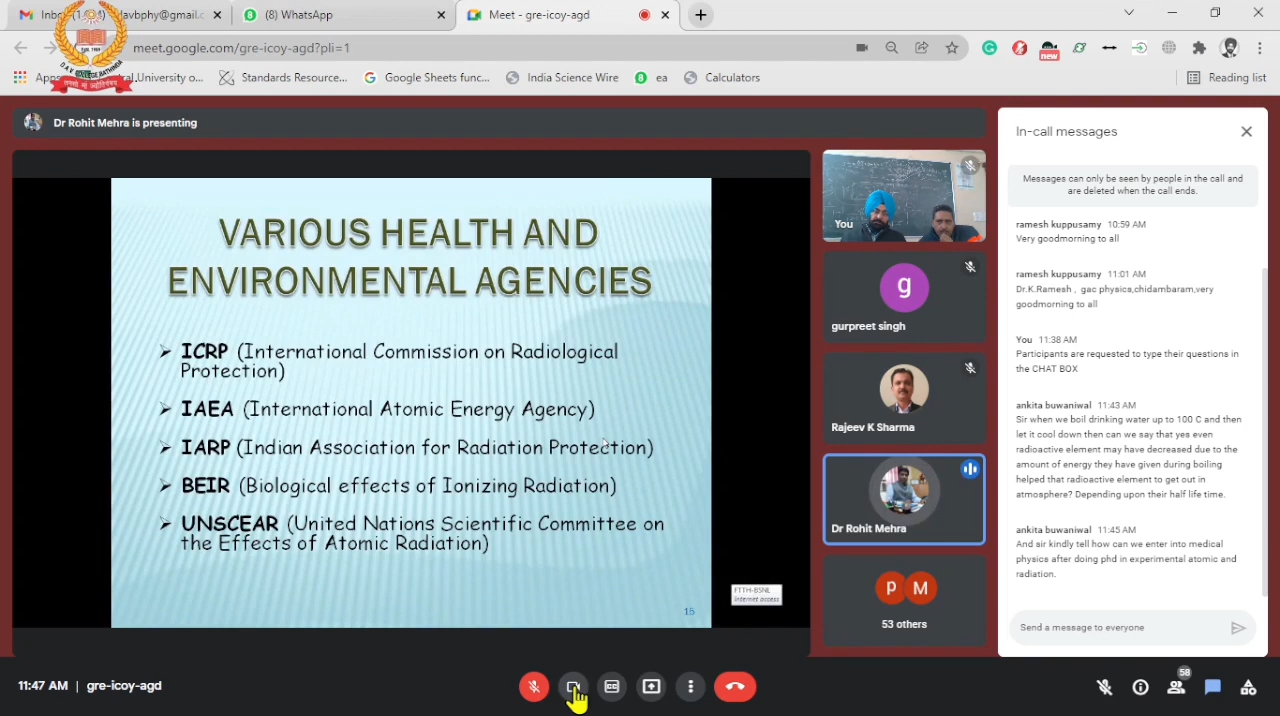 (8) WhatsApp
Meet - gre-icoy-agd
meet.google.com/gre-icoy-agd?pli=1
new
Standards Resource...
Google Sheets func...
India Science Wire
ea
Calculators
Reading list
Dr Rohit Mehra is presenting
VARIOUS HEALTH AND
ENVIRONMENTAL AGENCIES
➢ ICRP (International Commission on Radiological
Protection)
➢ IAEA (International Atomic Energy Agency)
➢ IARP (Indian Association for Radiation Protection)
➢ BEIR (Biological effects of Ionizing Radiation)
➢ UNSCEAR (United Nations Scientific Committee on
the Effects of Atomic Radiation)
FTTH-BSNL
Internet access
15
You
g
gurpreet singh
Rajeev K Sharma
Dr Rohit Mehra
p M
53 others
In-call messages
Messages can only be seen by people in the call and
are deleted when the call ends.
ramesh kuppusamy 10:59 AM
Very goodmorning to all
ramesh kuppusamy 11:01 AM
Dr.K.Ramesh , gac physics,chidambaram,very
goodmorning to all
You 11:38 AM
Participants are requested to type their questions in
the CHAT BOX
ankita buwaniwal 11:43 AM
Sir when we boil drinking water up to 100 C and then
let it cool down then can we say that yes even
radioactive element may have decreased due to the
amount of energy they have given during boiling
helped that radioactive element to get out in
atmosphere? Depending upon their half life time.
ankita buwaniwal 11:45 AM
And sir kindly tell how can we enter into medical
physics after doing phd in experimental atomic and
radiation.
Send a message to everyone
11:47 AM | gre-icoy-agd
58